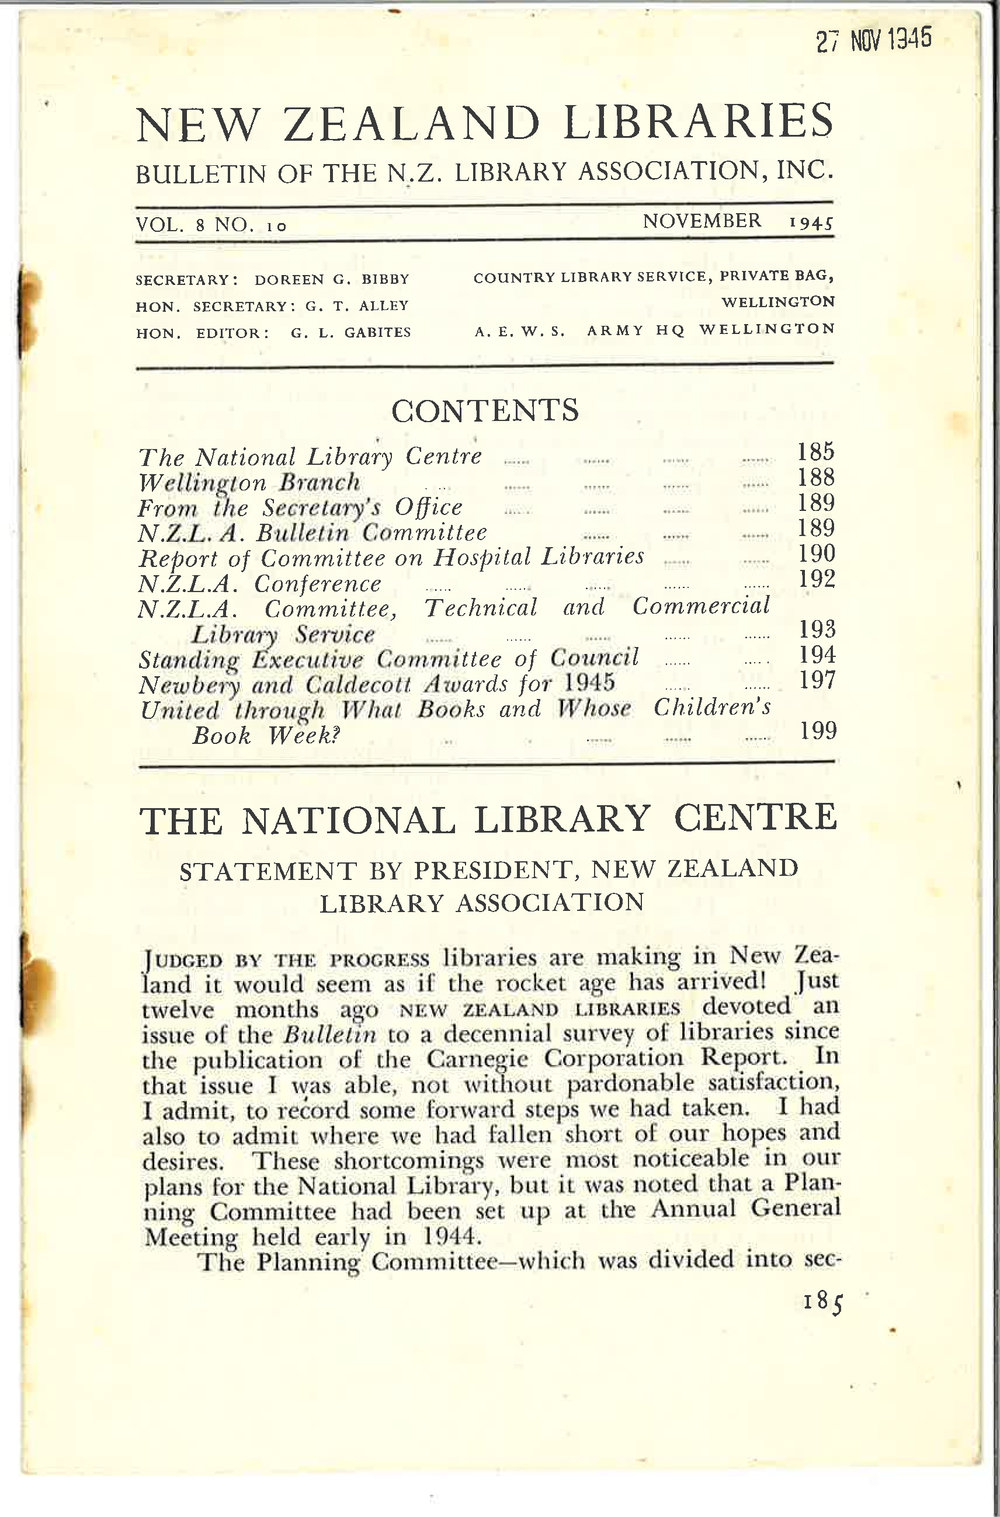 27 NOV 1945
NEW ZEALAND LIBRARIES
BULLETIN OF THE N.Z. LIBRARY ASSOCIATION, INC.
VOL. 8 NO. 10 NOVEMBER 1945
SECRETARY: DOREEN G. BIBBY COUNTRY LIBRARY SERVICE, PRIVATE BAG,
HON. SECRETARY: G. T. ALLEY WELLINGTON
HON. EDITOR: G. L. GABITES A. E. W. S. ARMY HQ WELLINGTON
CONTENTS
The National Library Centre ...... ...... ...... ...... 185
Wellington Branch ...... ...... ...... ...... 188
From the Secretary's Office ...... ...... ...... ...... 189
N.Z.L.A. Bulletin Committee ...... ...... ...... 189
Report of Committee on Hospital Libraries ...... ...... 190
N.Z.L.A. Conference ...... ...... ...... ...... ...... 192
N.Z.L.A. Committee, Technical and Commercial
Library Service ...... ...... ...... ...... ...... 193
Standing Executive Committee of Council ...... ...... 194
Newbery and Caldecott Awards for 1945 ...... ...... 197
United through What Books and Whose Children's
Book Week? ...... ...... ...... 199
THE NATIONAL LIBRARY CENTRE
STATEMENT BY PRESIDENT, NEW ZEALAND
LIBRARY ASSOCIATION
JUDGED BY THE PROGRESS libraries are making in New Zea-
land it would seem as if the rocket age has arrived! Just
twelve months ago NEW ZEALAND LIBRARIES devoted an
issue of the Bulletin to a decennial survey of libraries since
the publication of the Carnegie Corporation Report. In
that issue I was able, not without pardonable satisfaction,
I admit, to record some forward steps we had taken. I had
also to admit where we had fallen short of our hopes and
desires. These shortcomings were most noticeable in our
plans for the National Library, but it was noted that a Plan-
ning Committee had been set up at the Annual General
Meeting held early in 1944.
The Planning Committee—which was divided into sec-
185